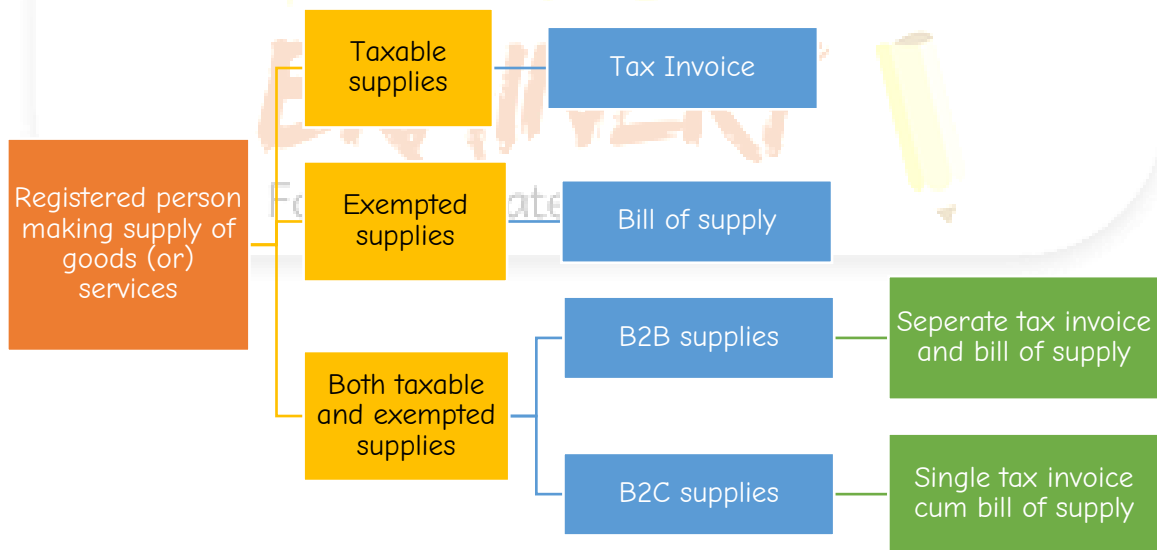 Taxable
supplies
Tax Invoice
Registered person
making supply of
goods (or)
services
Exempted
supplies
Bill of supply
Both taxable
and exempted
supplies
B2B supplies
Seperate tax invoice
and bill of supply
B2C supplies
Single tax invoice
cum bill of supply